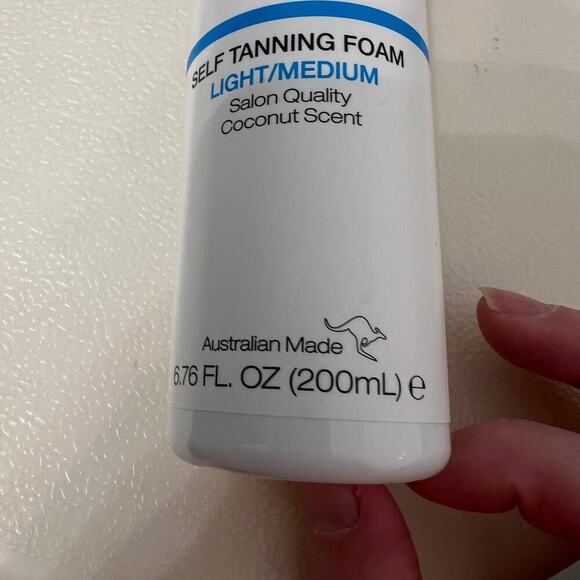 SELF TANNING FOAM
LIGHT/MEDIUM
Salon Quality
Coconut Scent
Australian Made
6.76 FL. OZ (200mL) e